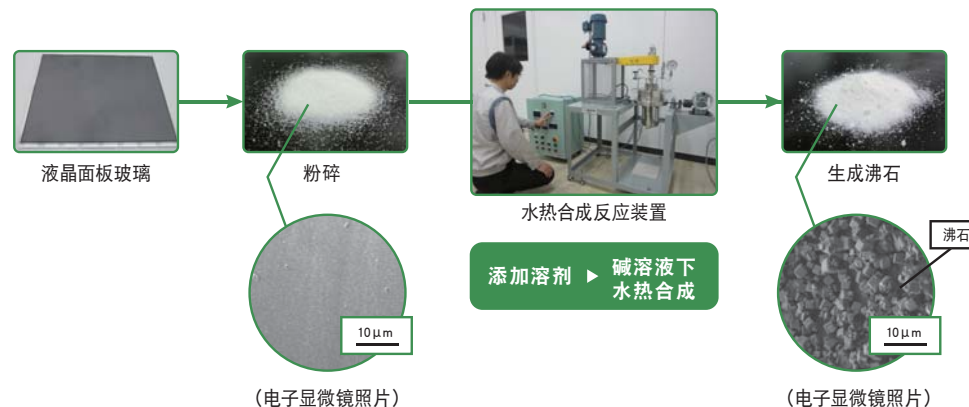 液晶面板玻璃
粉碎
水热合成反应装置
生成沸石
添加溶剂 ▶ 碱溶液下
水热合成
沸石
10μm
10μm
（电子显微镜照片）
（电子显微镜照片）